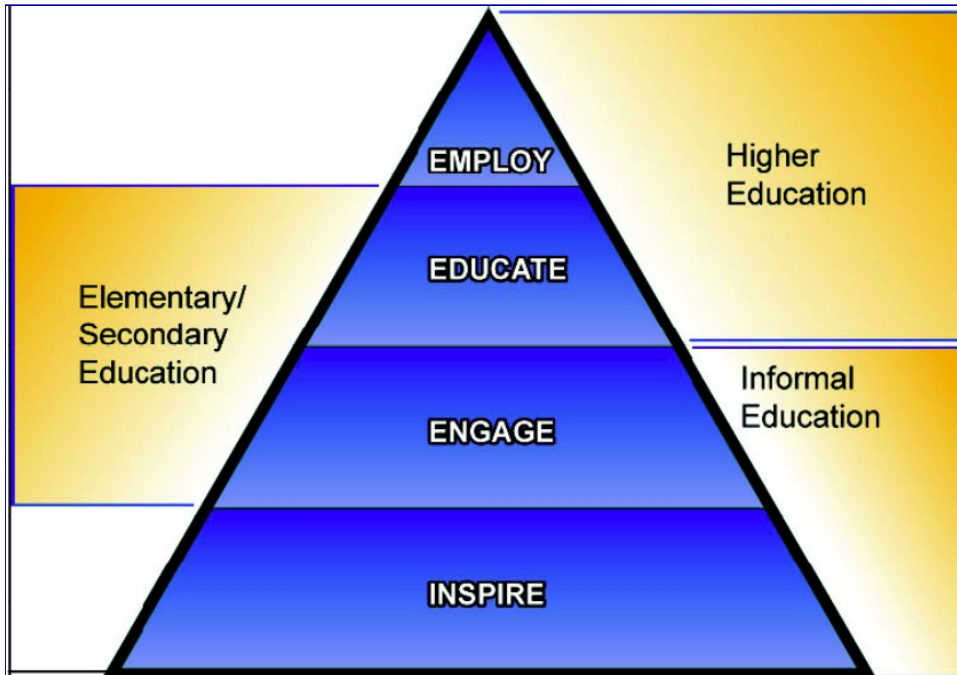 EMPLOY
Higher
Education
EDUCATE
Elementary/
Secondary
Education
Informal
Education
ENGAGE
INSPIRE